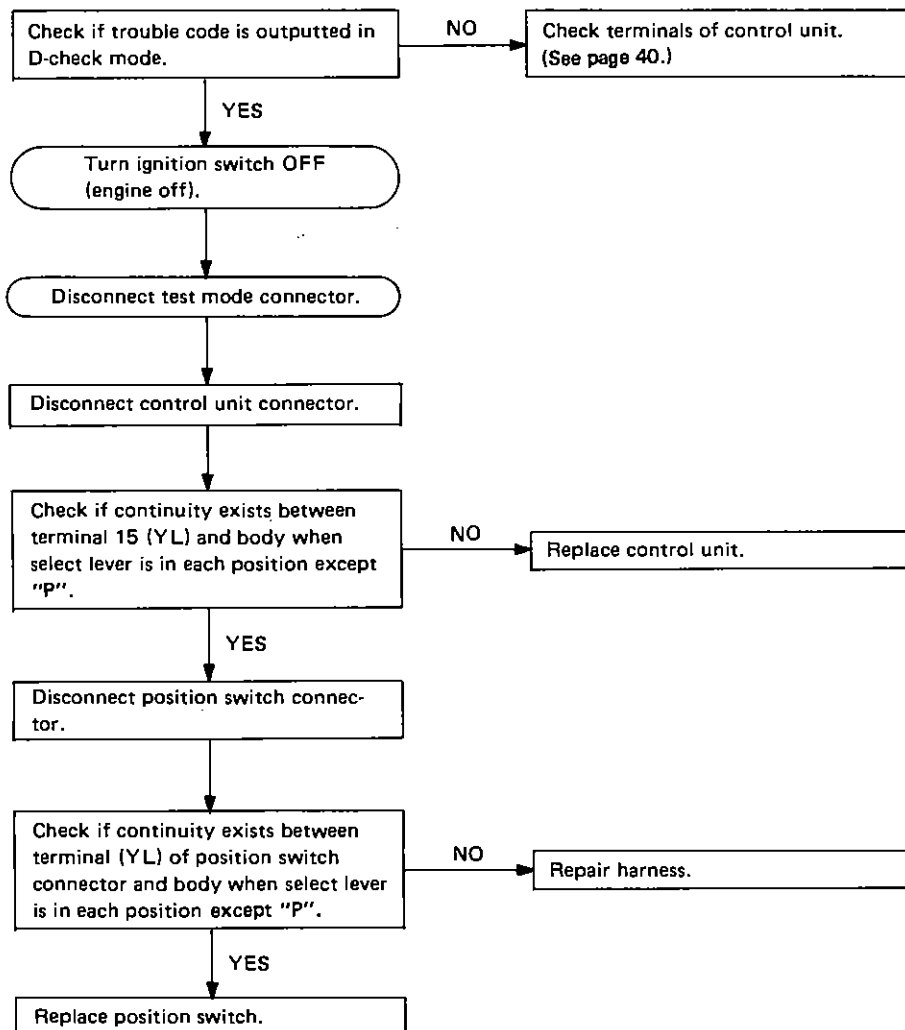 Check if trouble code is outputted in
D-check mode.
NO
Check terminals of control unit.
(See page 40.)
YES
Turn ignition switch OFF
(engine off).
Disconnect test mode connector.
Disconnect control unit connector.
Check if continuity exists between
terminal 15 (YL) and body when
select lever is in each position except
"P".
NO
Replace control unit.
YES
Disconnect position switch connec-
tor.
Check if continuity exists between
terminal (YL) of position switch
connector and body when select lever
is in each position except "P".
NO
Repair harness.
YES
Replace position switch.